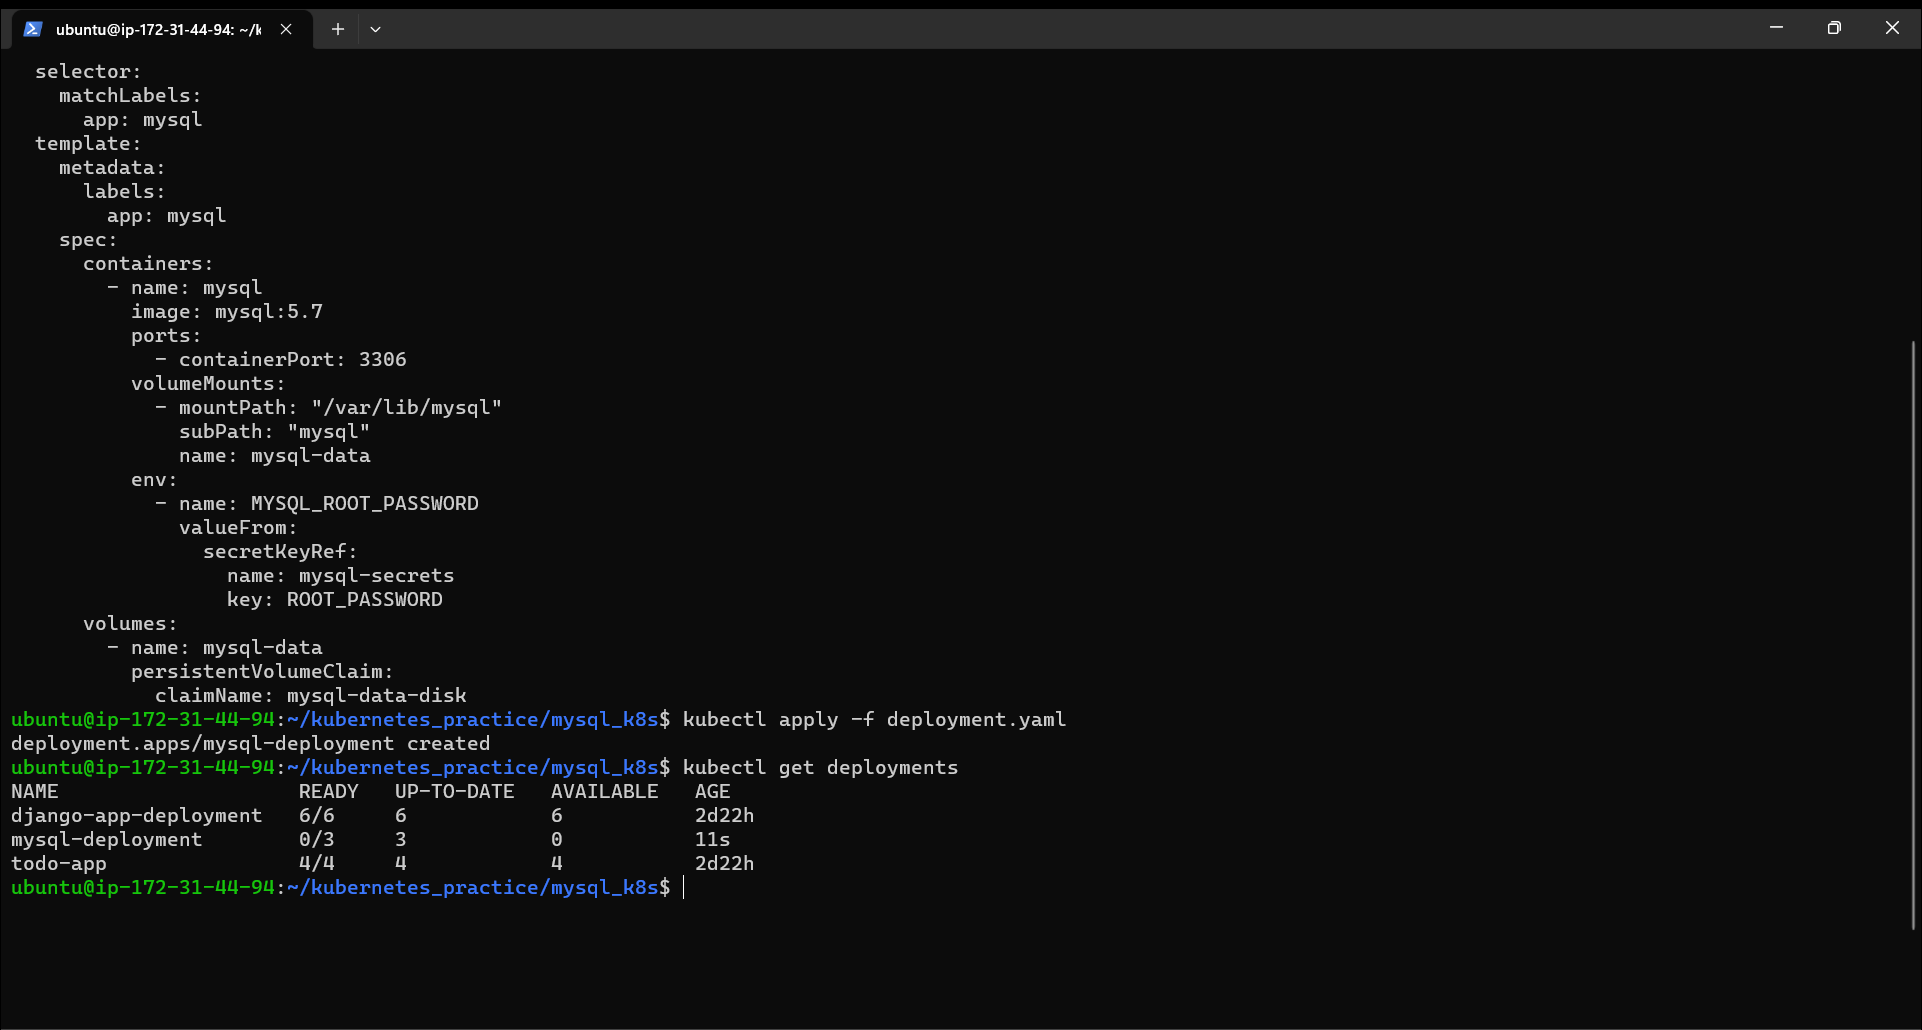 ubuntu@ip-172-31-44-94: ~/k
  selector:
    matchLabels:
      app: mysql
  template:
    metadata:
      labels:
        app: mysql
    spec:
      containers:
        - name: mysql
          image: mysql:5.7
          ports:
            - containerPort: 3306
          volumeMounts:
            - mountPath: "/var/lib/mysql"
              subPath: "mysql"
              name: mysql-data
          env:
            - name: MYSQL_ROOT_PASSWORD
              valueFrom:
                secretKeyRef:
                  name: mysql-secrets
                  key: ROOT_PASSWORD
      volumes:
        - name: mysql-data
          persistentVolumeClaim:
            claimName: mysql-data-disk
ubuntu@ip-172-31-44-94:~/kubernetes_practice/mysql_k8s$ kubectl apply -f deployment.yaml
deployment.apps/mysql-deployment created
ubuntu@ip-172-31-44-94:~/kubernetes_practice/mysql_k8s$ kubectl get deployments
NAME                    READY   UP-TO-DATE   AVAILABLE   AGE
django-app-deployment   6/6     6            6           2d22h
mysql-deployment        0/3     3            0           11s
todo-app                4/4     4            4           2d22h
ubuntu@ip-172-31-44-94:~/kubernetes_practice/mysql_k8s$